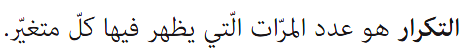 التكرار هو عدد المرّات الّتي يظهر فيها كلّ متغيّر.